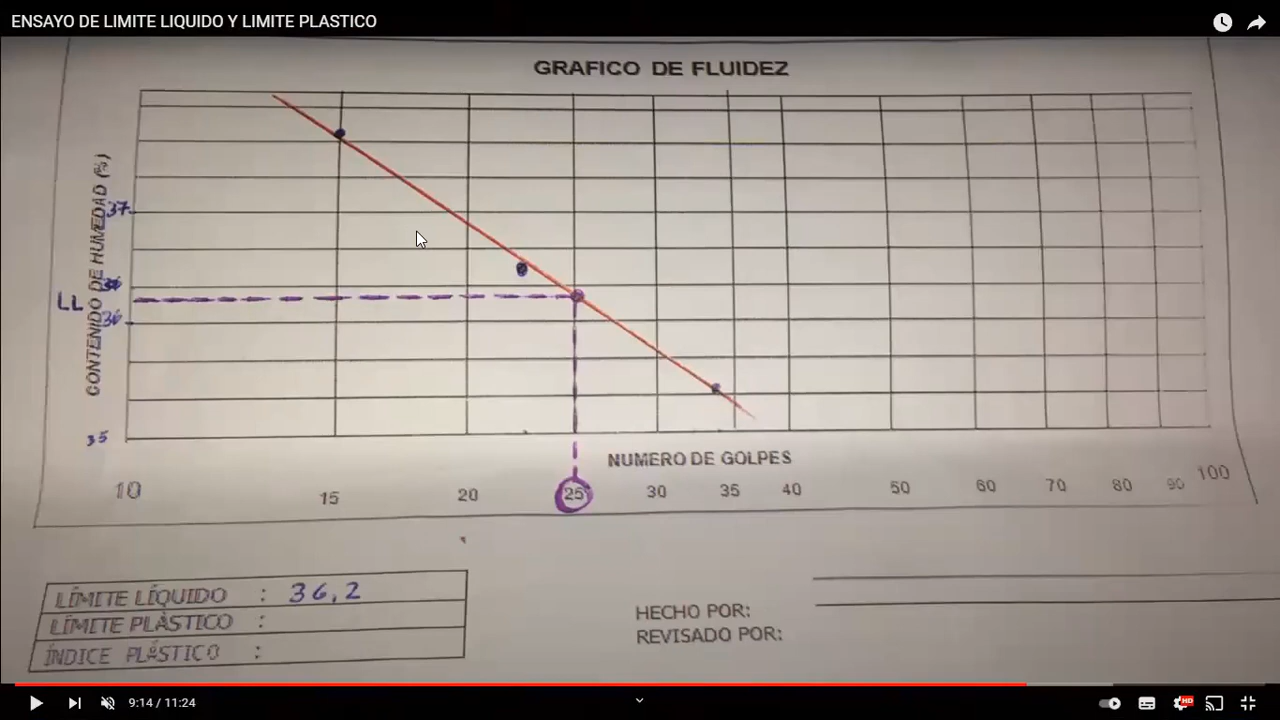 ENSAYO DE LIMITE LIQUIDO Y LIMITE PLASTICO
GRAFICO DE FLUIDEZ
CONTENIDO DE HUMEDAD (%)
37
LL
36
35
NUMERO DE GOLPES
10 15 20 25 30 35 40 50 60 70 80 90 100
LÍMITE LÍQUIDO : 36,2
LÍMITE PLÁSTICO :
ÍNDICE PLÁSTICO :
HECHO POR:
REVISADO POR:
9:14 / 11:24
HD